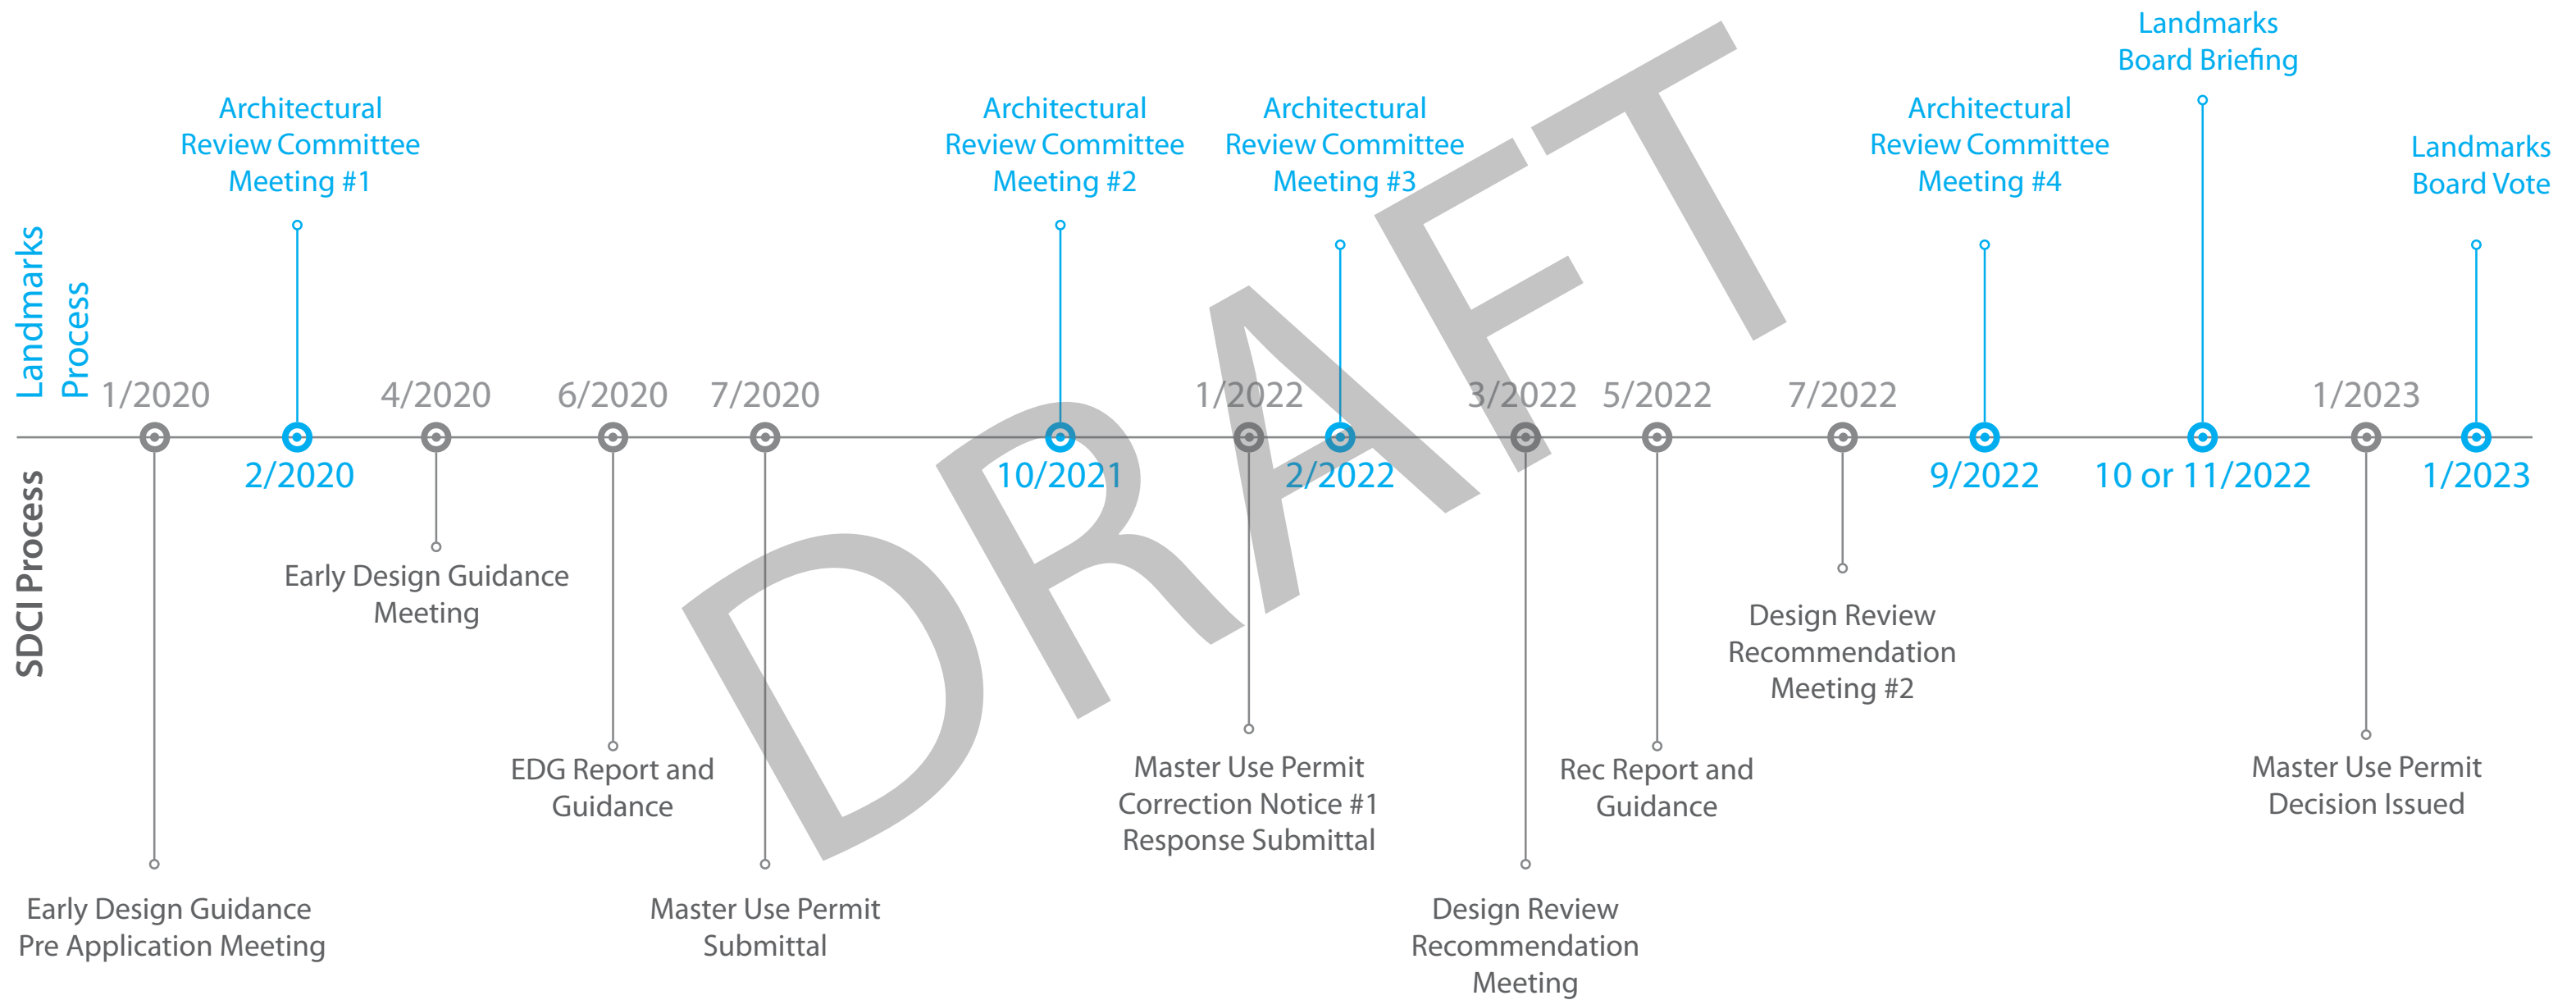 Landmarks
Board Briefing
Architectural
Review Committee
Meeting #1
Architectural
Review Committee
Meeting #2
Architectural
Review Committee
Meeting #3
Architectural
Review Committee
Meeting #4
Landmarks
Board Vote
Landmarks
Process
1/2020
4/2020
6/2020
7/2020
1/2022
3/2022
5/2022
7/2022
1/2023
2/2020
10/2021
2/2022
9/2022
10 or 11/2022
1/2023
SDCI Process
DRAFT
Early Design Guidance
Meeting
Design Review
Recommendation
Meeting #2
EDG Report and
Guidance
Master Use Permit
Correction Notice #1
Response Submittal
Rec Report and
Guidance
Master Use Permit
Decision Issued
Early Design Guidance
Pre Application Meeting
Master Use Permit
Submittal
Design Review
Recommendation
Meeting